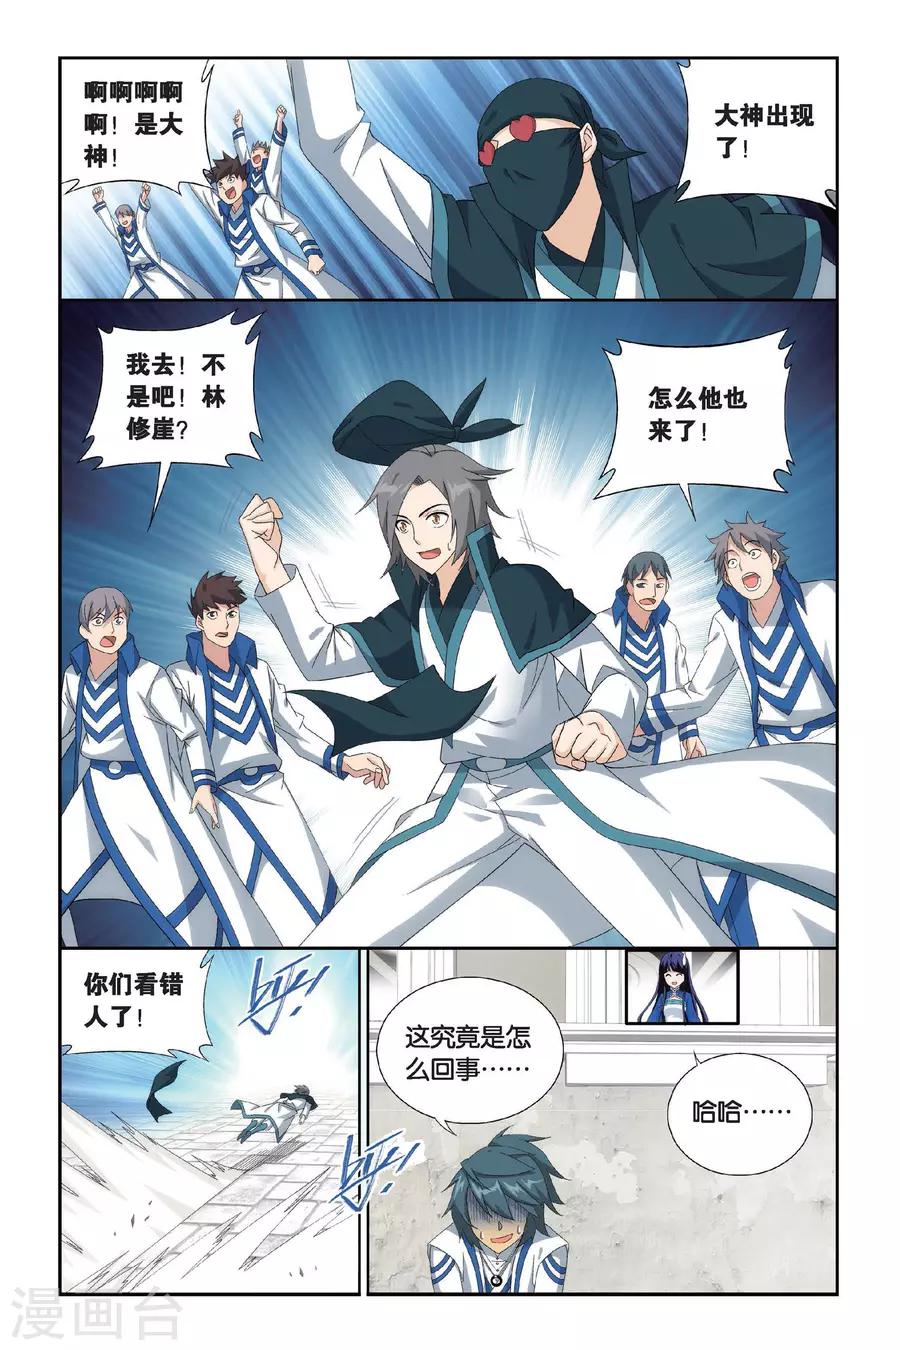 啊啊啊啊
啊！是大
神！
大神出现
了！
我去！不
是吧！林
修崖？
怎么他也
来了！
你们看错
人了！
呼！
呼！
这究竟是怎
么回事……
哈哈……
漫画台